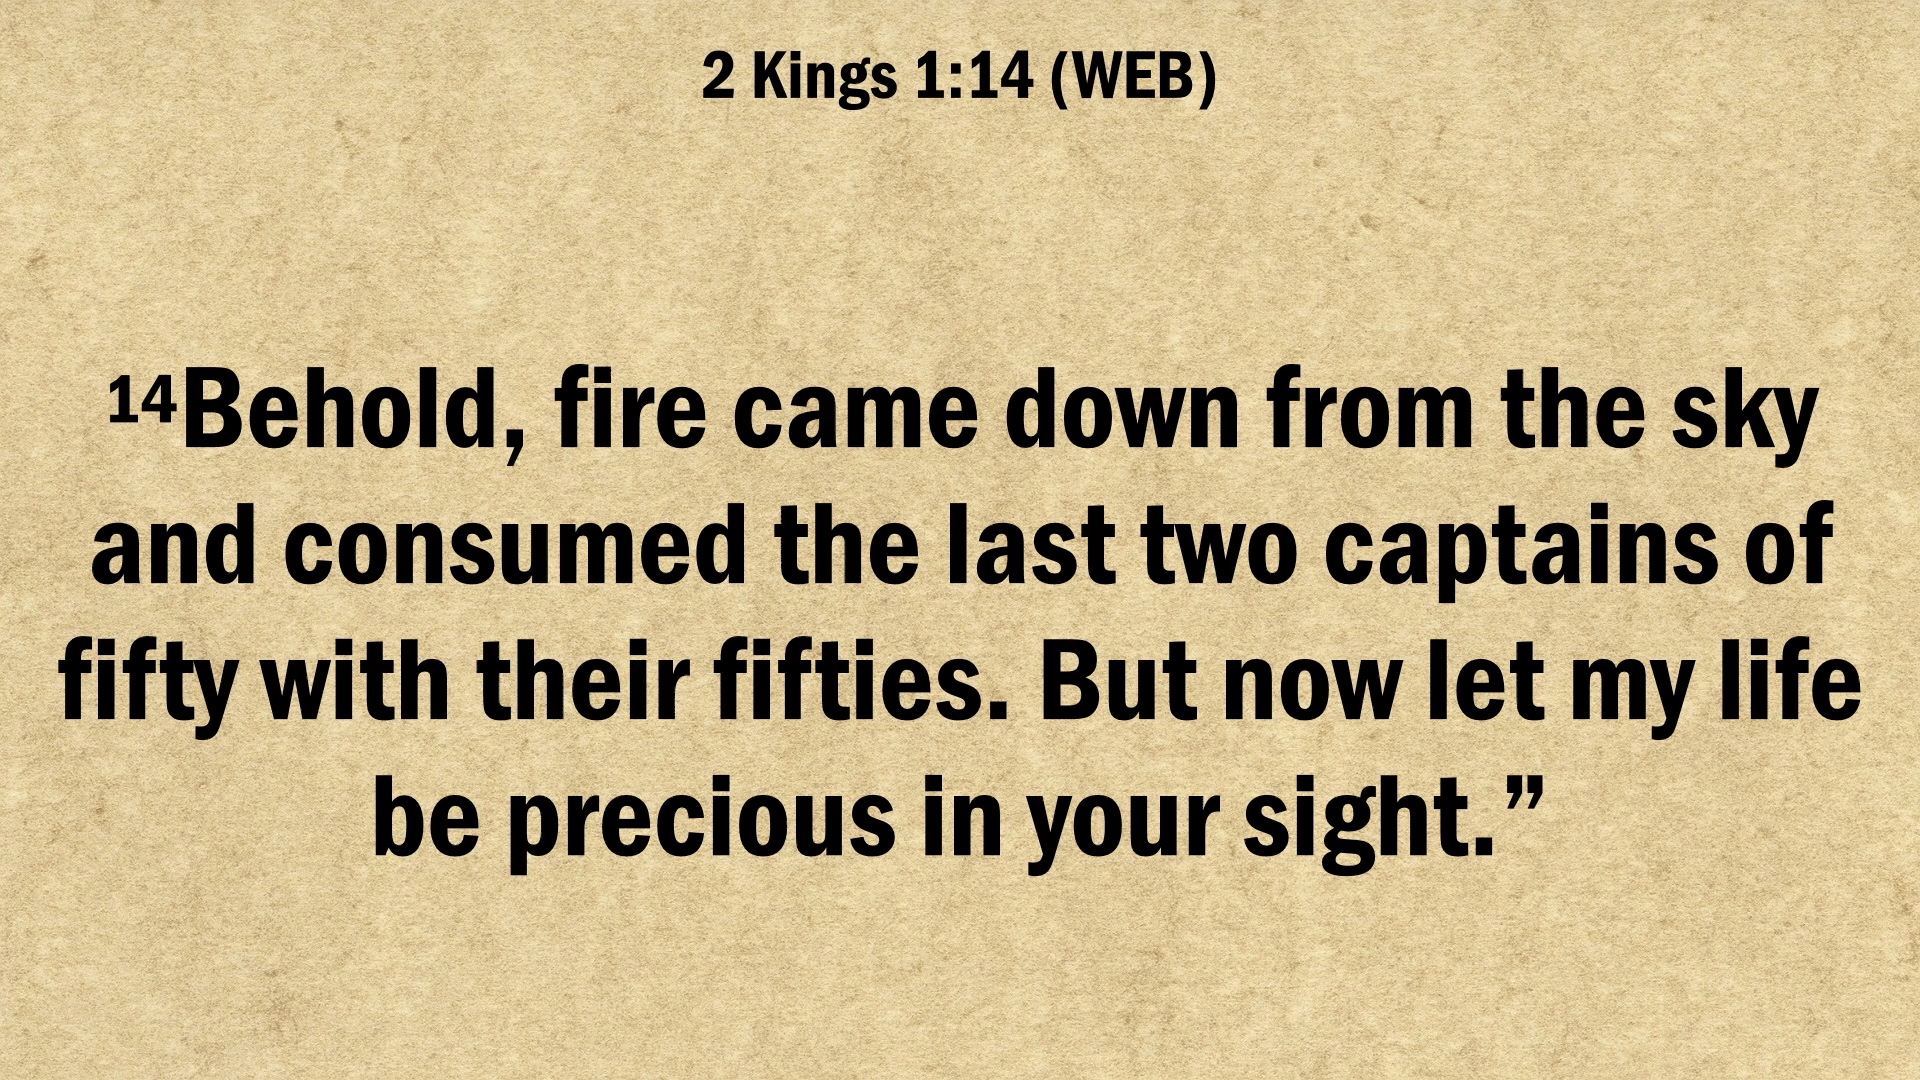 2 Kings 1:14 (WEB)
¹⁴Behold, fire came down from the sky
and consumed the last two captains of
fifty with their fifties. But now let my life
be precious in your sight.”